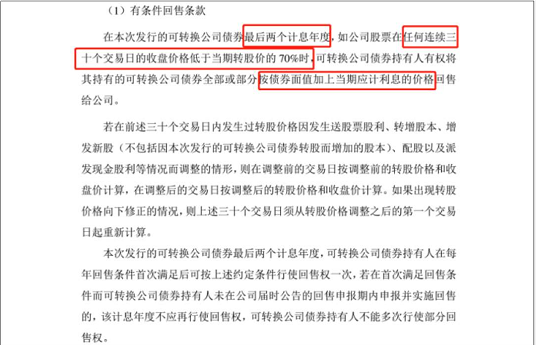 （1）有条件回售条款
在本次发行的可转换公司债券最后两个计息年度，如公司股票在任何连续三
十个交易日的收盘价格低于当期转股价的 70%时，可转换公司债券持有人有权将
其持有的可转换公司债券全部或部分按债券面值加上当期应计利息的价格回售
给公司。
若在前述三十个交易日内发生过转股价格因发生送股票股利、转增股本、增
发新股（不包括因本次发行的可转换公司债券转股而增加的股本）、配股以及派
发现金股利等情况而调整的情形，则在调整前的交易日按调整前的转股价格和收
盘价计算，在调整后的交易日按调整后的转股价格和收盘价计算。如果出现转股
价格向下修正的情况，则上述三十个交易日须从转股价格调整之后的第一个交易
日起重新计算。
本次发行的可转换公司债券最后两个计息年度，可转换公司债券持有人在每
年回售条件首次满足后可按上述约定条件行使回售权一次，若在首次满足回售条
件而可转换公司债券持有人未在公司届时公告的回售申报期内申报并实施回售
的，该计息年度不应再行使回售权，可转换公司债券持有人不能多次行使部分回
售权。